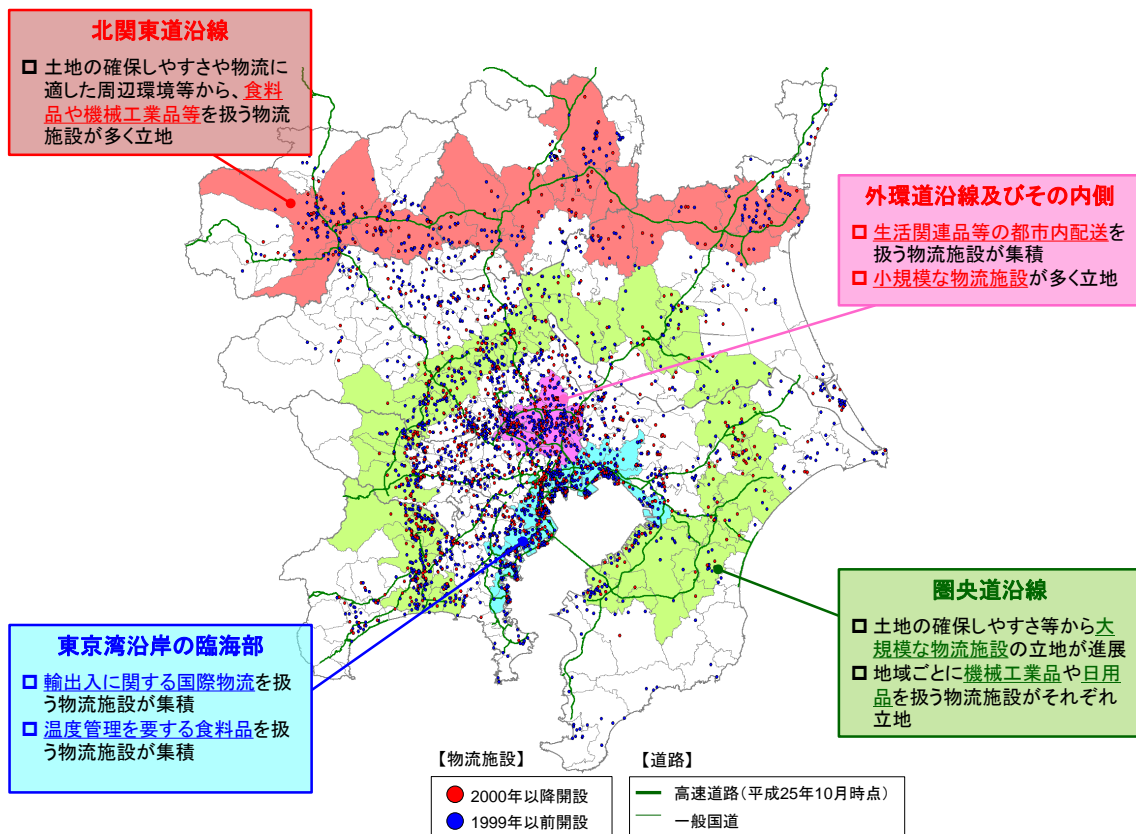 北関東道沿線
土地の確保しやすさや物流に
適した周辺環境等から、食料
品や機械工業品等を扱う物流
施設が多く立地
外環道沿線及びその内側
生活関連品等の都市内配送を
扱う物流施設が集積
小規模な物流施設が多く立地
東京湾沿岸の臨海部
輸出入に関する国際物流を扱
う物流施設が集積
温度管理を要する食料品を扱
う物流施設が集積
圏央道沿線
土地の確保しやすさ等から大
規模な物流施設の立地が進展
地域ごとに機械工業品や日用
品を扱う物流施設がそれぞれ
立地
【物流施設】
2000年以降開設
1999年以前開設
【道路】
高速道路(平成25年10月時点)
一般国道